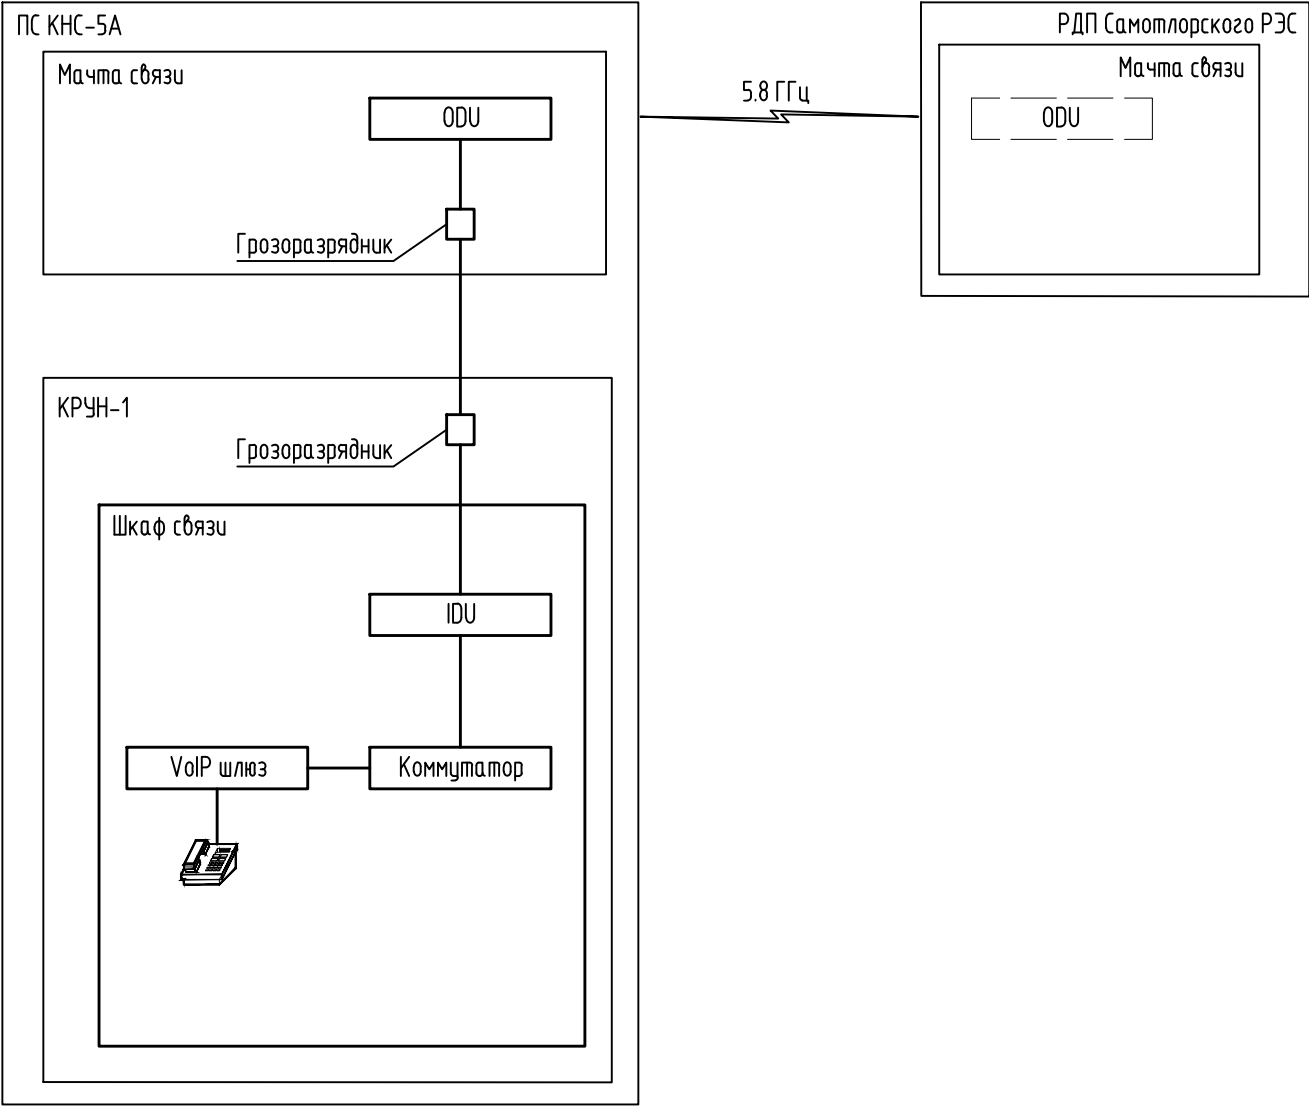 ПС КНС-5А
Мачта связи
ODU
Грозоразрядник
5.8 ГГц
РДП Самотлорского РЭС
Мачта связи
ODU
КРУН-1
Грозоразрядник
Шкаф связи
IDU
VoIP шлюз
Коммутатор